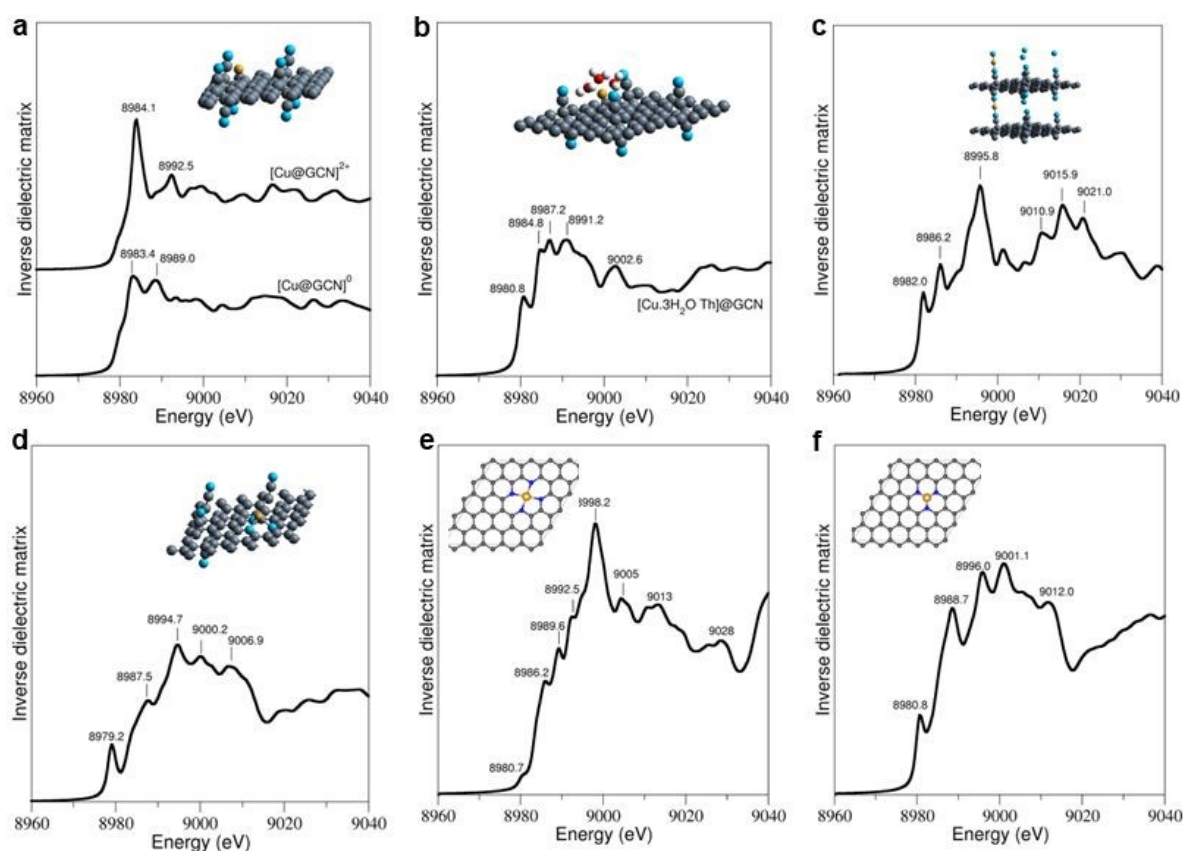 a
Inverse dielectric matrix
8984.1
8992.5
[Cu@GCN]²⁺
8983.4
8989.0
[Cu@GCN]⁰
8960 8980 9000 9020 9040
Energy (eV)
b
Inverse dielectric matrix
8987.2
8984.8
8991.2
8980.8
9002.6
[Cu.3H₂O Th]@GCN
8960 8980 9000 9020 9040
Energy (eV)
c
Inverse dielectric matrix
8995.8
9015.9
9021.0
9010.9
8986.2
8982.0
8960 8980 9000 9020 9040
Energy (eV)
d
Inverse dielectric matrix
8994.7
9000.2
9006.9
8987.5
8979.2
8960 8980 9000 9020 9040
Energy (eV)
e
Inverse dielectric matrix
8992.5
9005
9013
8989.6
8986.2
9028
8980.7
8960 8980 9000 9020 9040
Energy (eV)
f
Inverse dielectric matrix
9001.1
8996.0
8988.7
9012.0
8980.8
8960 8980 9000 9020 9040
Energy (eV)